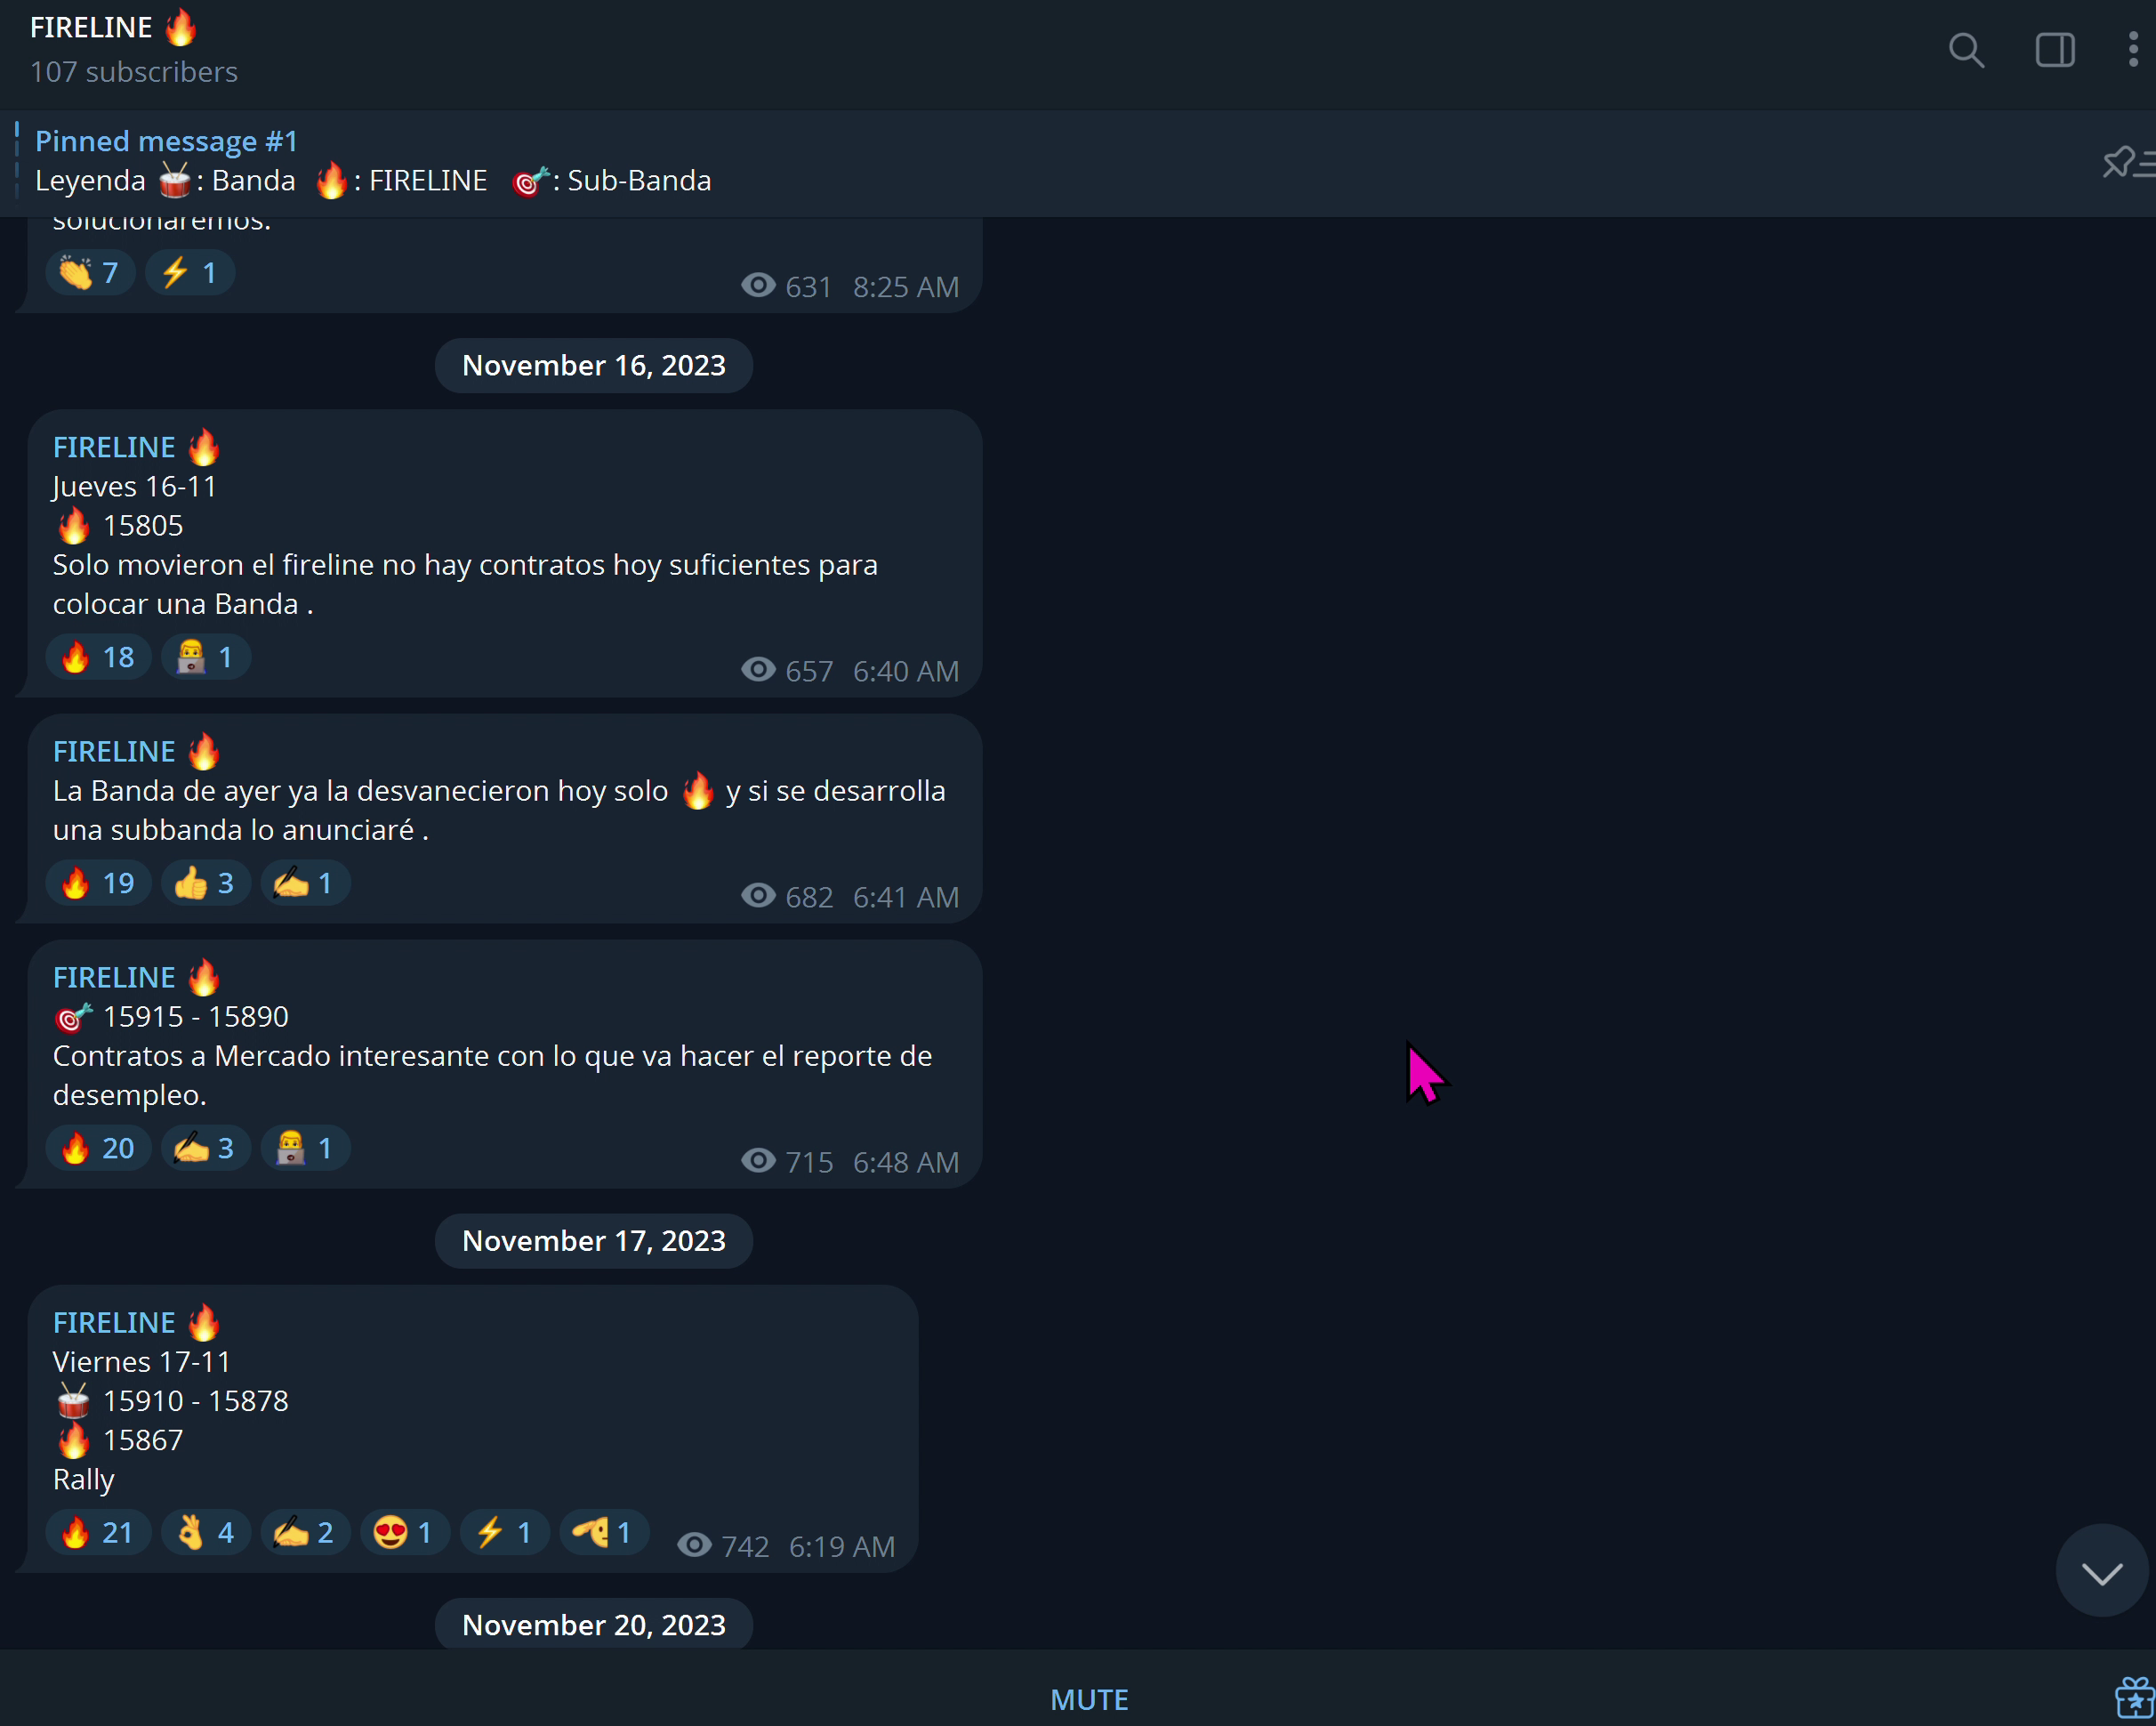 FIRELINE 🔥
107 subscribers
Pinned message #1
Leyenda 🥁: Banda 🔥: FIRELINE 🎯: Sub-Banda
solucionaremos.
👏 7 ⚡ 1 631 8:25 AM
November 16, 2023
FIRELINE 🔥
Jueves 16-11
🔥 15805
Solo movieron el fireline no hay contratos hoy suficientes para
colocar una Banda .
🔥 18 👨‍💻 1 657 6:40 AM
FIRELINE 🔥
La Banda de ayer ya la desvanecieron hoy solo 🔥 y si se desarrolla
una subbanda lo anunciaré .
🔥 19 👍 3 ✍ 1 682 6:41 AM
FIRELINE 🔥
🎯 15915 - 15890
Contratos a Mercado interesante con lo que va hacer el reporte de
desempleo.
🔥 20 ✍ 3 👨‍💻 1 715 6:48 AM
November 17, 2023
FIRELINE 🔥
Viernes 17-11
🥁 15910 - 15878
🔥 15867
Rally
🔥 21 👌 4 ✍ 2 😍 1 ⚡ 1 🫡 1 742 6:19 AM
November 20, 2023
MUTE